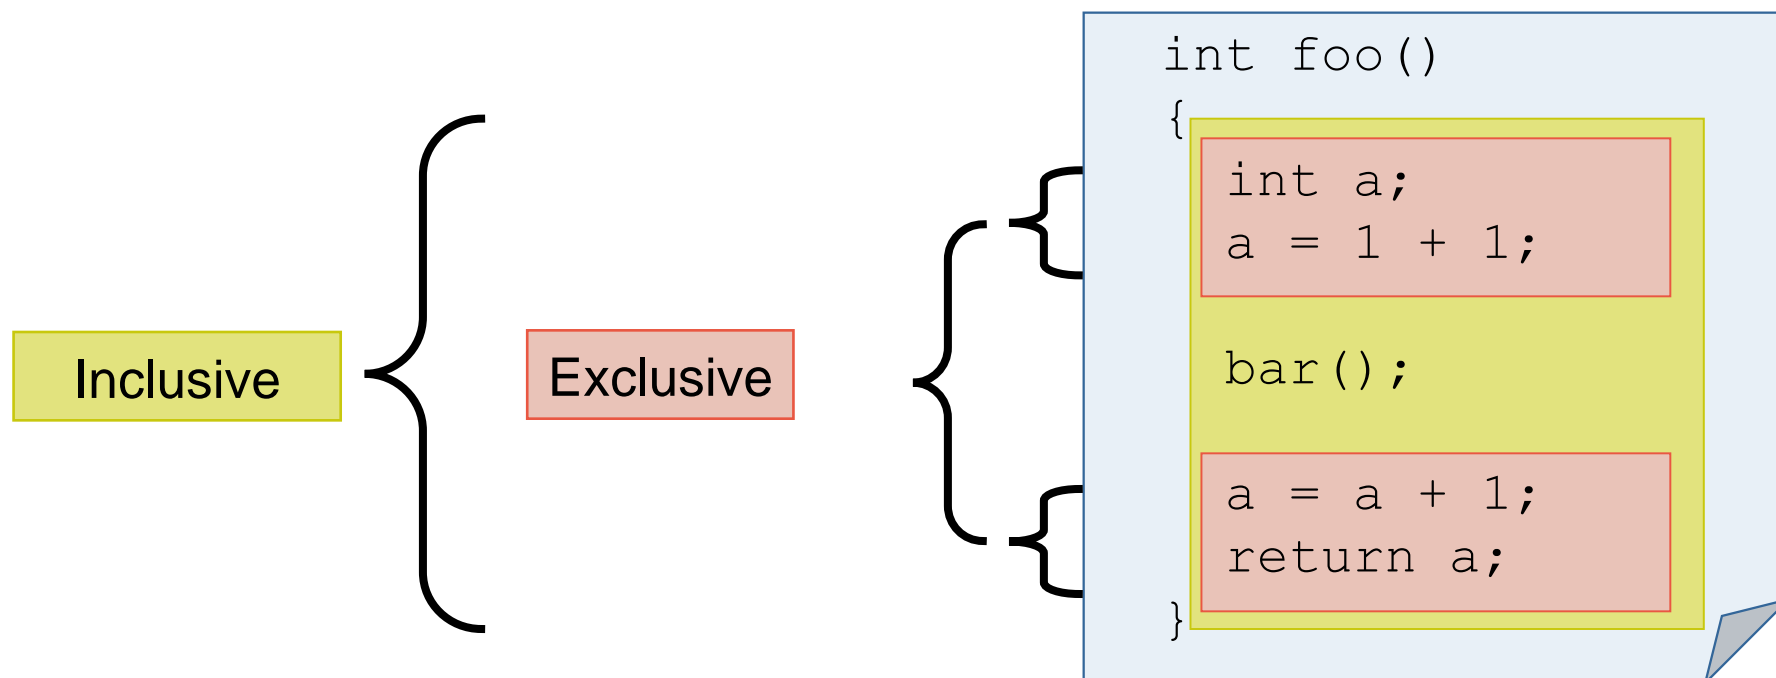 Inclusive
Exclusive
int foo()
{
int a;
a = 1 + 1;
bar();
a = a + 1;
return a;
}